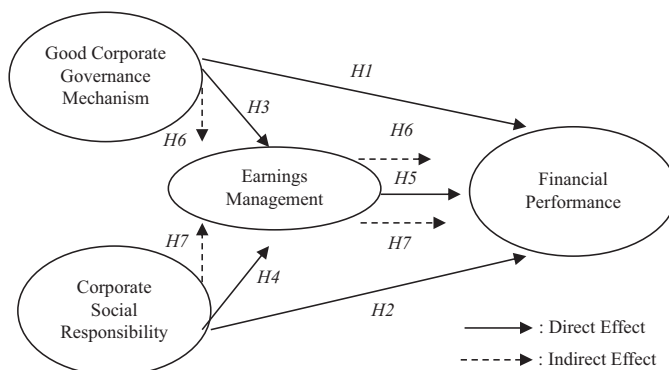 Good Corporate
Governance
Mechanism
H1
H3
H6
H6
Earnings
Management
H5
Financial
Performance
H7
H7
H4
Corporate
Social
Responsibility
H2
: Direct Effect
: Indirect Effect